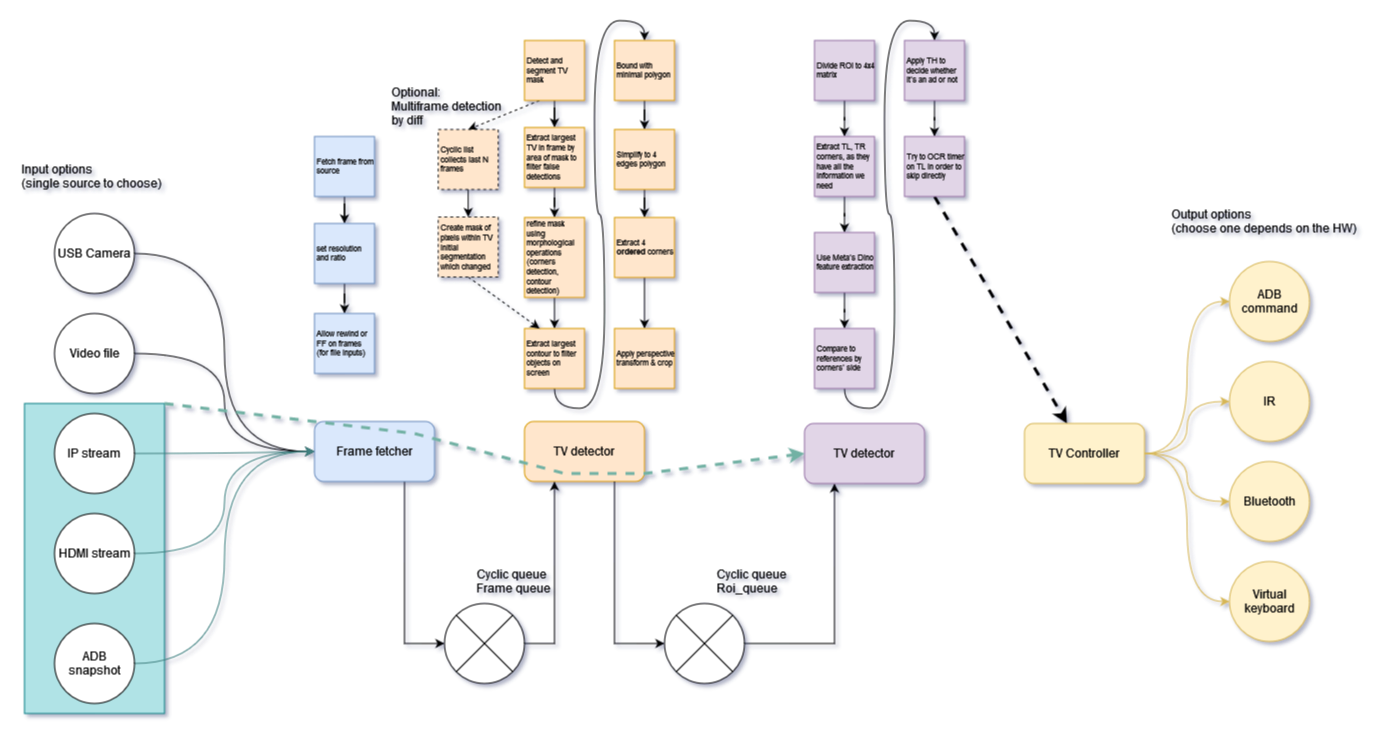 Input options
(single source to choose)
USB Camera
Video file
IP stream
HDMI stream
ADB
snapshot
Fetch frame from
source
set resolution
and ratio
Allow rewind or
FF on frames
(for file inputs)
Frame fetcher
Optional:
Multiframe detection
by diff
Cyclic list
collects last N
frames
Create mask of
pixels within TV
initial
segmentation
which changed
Detect and
segment TV
mask
Extract largest
TV in frame by
area of mask to
filter false
detections
refine mask
using
morphological
operations
(corners
detection,
contour
detection)
Extract largest
contour to filter
objects on
screen
Bound with
minimal polygon
Simplify to 4
edges polygon
Extract 4
ordered corners
Apply perspective
transform & crop
TV detector
Cyclic queue
Frame queue
Cyclic queue
Roi_queue
Divide ROI to 4x4
matrix
Extract TL, TR
corners, as they
have all the
information we
need
Use Meta's Dino
feature extraction
Compare to
references by
corners' side
Apply TH to
decide whether
it's an ad or not
Try to OCR timer
on TL in order to
skip directly
TV detector
TV Controller
Output options
(choose one depends on the HW)
ADB
command
IR
Bluetooth
Virtual
keyboard